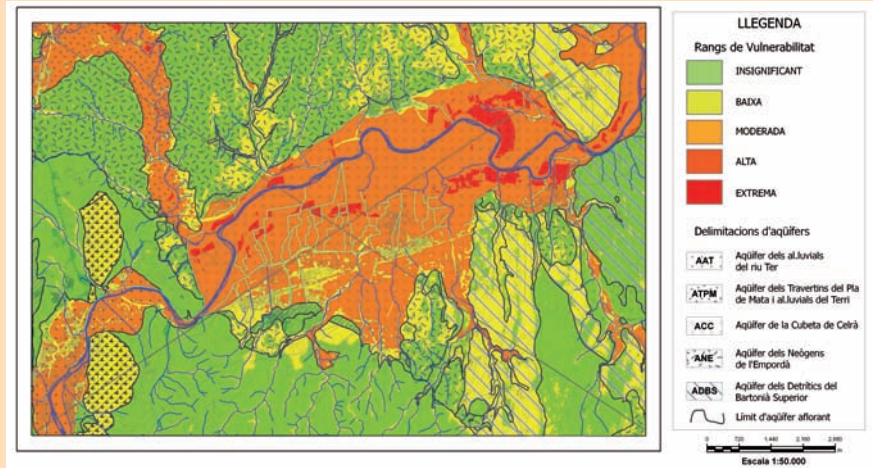 LLEGENDA
Rangs de Vulnerabilitat
INSIGNIFICANT
BAIXA
MODERADA
ALTA
EXTREMA
Delimitacions d'aqüífers
AAT Aqüífer dels al.luvials
del riu Ter
ATPM Aqüífer dels Travertins del Pla
de Mata i al.luvials del Terri
ACC Aqüífer de la Cubeta de Celrà
ANE Aqüífer dels Neògens
de l'Empordà
ADBS Aqüífer dels Detrítics del
Bartonià Superior
Límit d'aqüífer aflorant
0 720 1.440 2.160 2.880
m
Escala 1:50.000